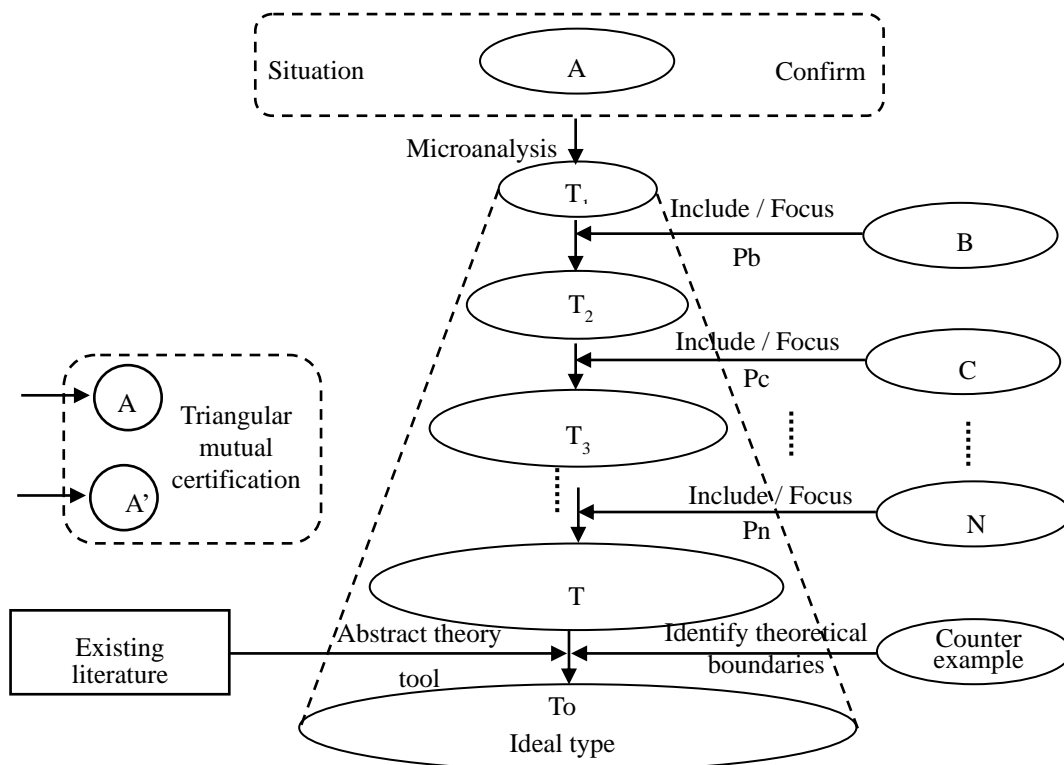 A
Situation
Confirm
Microanalysis
T₁
Include / Focus
Pb
B
T₂
Include / Focus
Pc
C
A
Triangular
mutual
certification
A’
T₃
Include / Focus
Pn
N
T
Existing
literature
Abstract theory
tool
Identify theoretical
boundaries
Counter
example
To
Ideal type